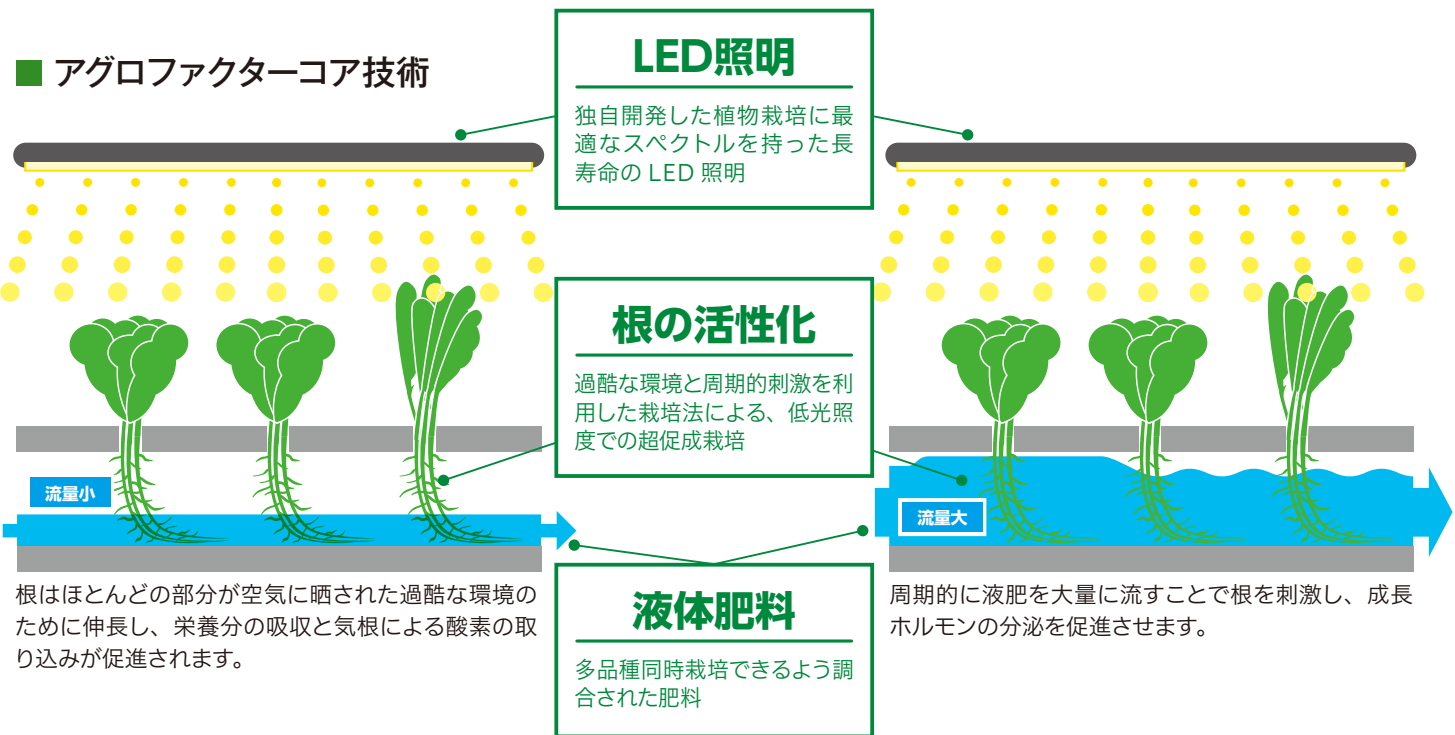 ■ アグロファクターコア技術
LED照明
独自開発した植物栽培に最
適なスペクトルを持った長
寿命の LED 照明
根の活性化
過酷な環境と周期的刺激を利
用した栽培法による、低光照
度での超促成栽培
流量小
流量大
根はほとんどの部分が空気に晒された過酷な環境の
ために伸長し、栄養分の吸収と気根による酸素の取
り込みが促進されます。
液体肥料
多品種同時栽培できるよう調
合された肥料
周期的に液肥を大量に流すことで根を刺激し、成長
ホルモンの分泌を促進させます。